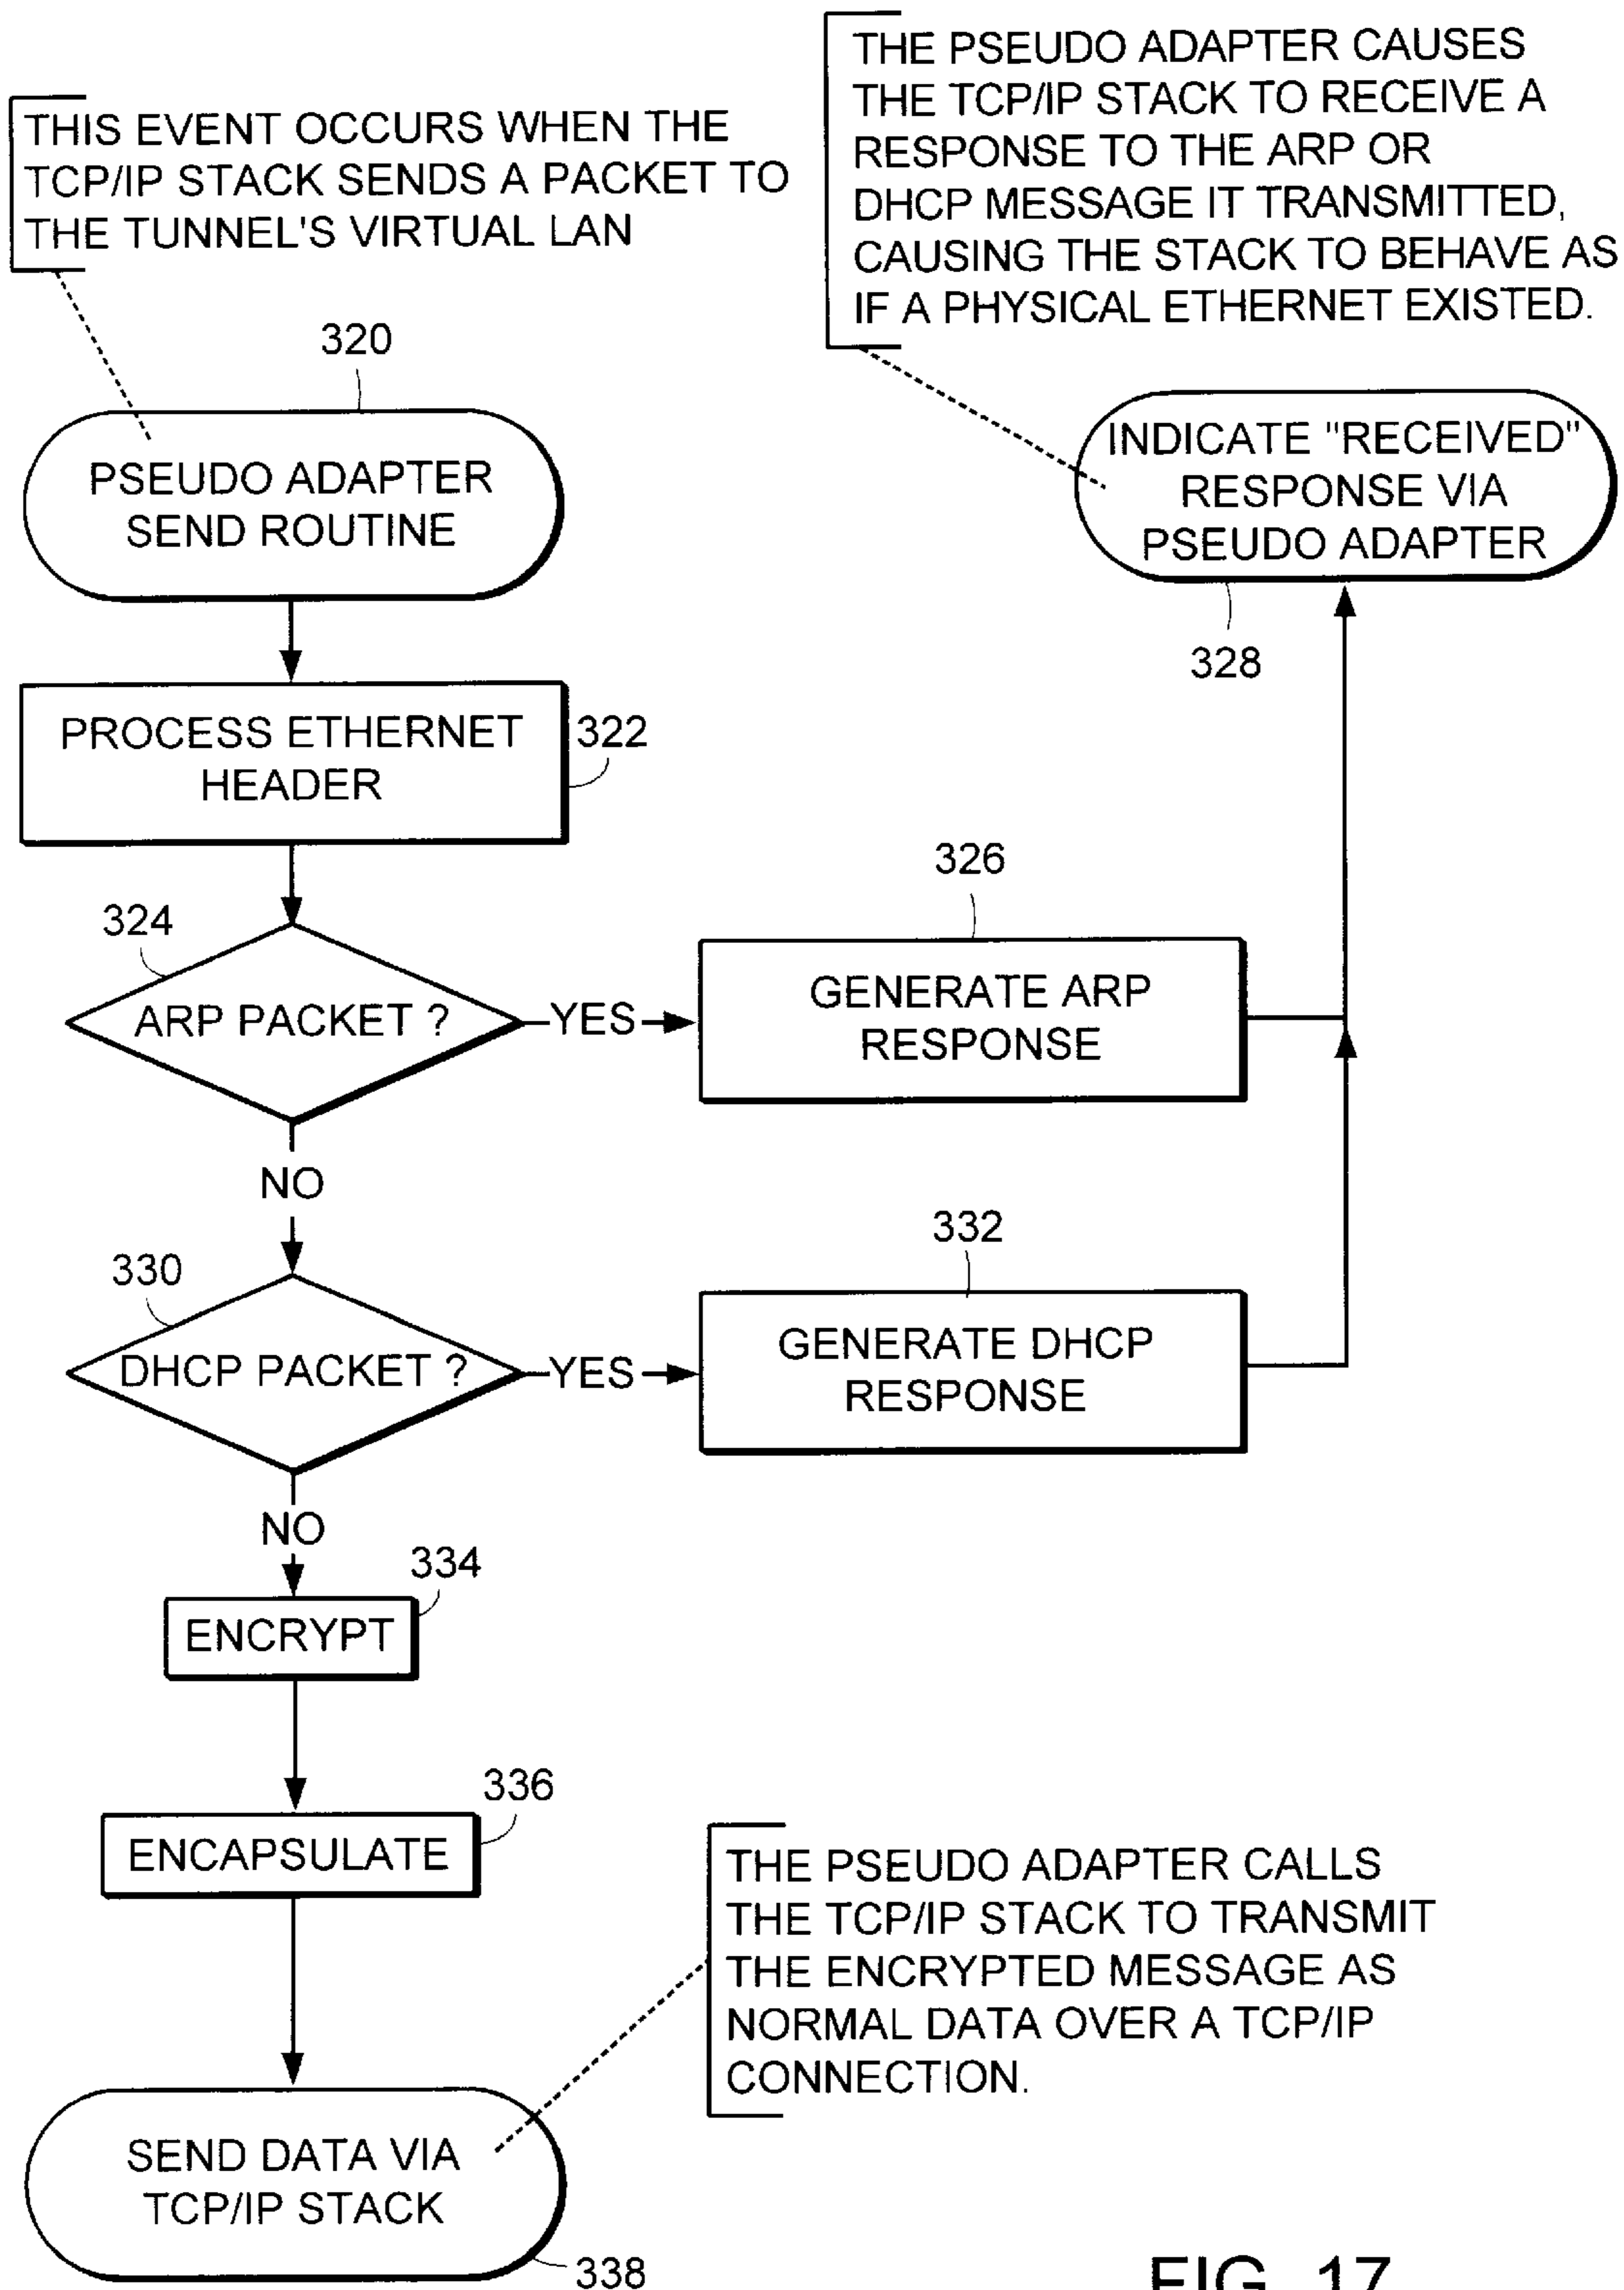 THIS EVENT OCCURS WHEN THE
TCP/IP STACK SENDS A PACKET TO
THE TUNNEL'S VIRTUAL LAN
THE PSEUDO ADAPTER CAUSES
THE TCP/IP STACK TO RECEIVE A
RESPONSE TO THE ARP OR
DHCP MESSAGE IT TRANSMITTED,
CAUSING THE STACK TO BEHAVE AS
IF A PHYSICAL ETHERNET EXISTED.
320
PSEUDO ADAPTER
SEND ROUTINE
INDICATE "RECEIVED"
RESPONSE VIA
PSEUDO ADAPTER
328
PROCESS ETHERNET
HEADER
322
324
ARP PACKET ?
YES
326
GENERATE ARP
RESPONSE
NO
330
DHCP PACKET ?
YES
332
GENERATE DHCP
RESPONSE
NO
334
ENCRYPT
336
ENCAPSULATE
THE PSEUDO ADAPTER CALLS
THE TCP/IP STACK TO TRANSMIT
THE ENCRYPTED MESSAGE AS
NORMAL DATA OVER A TCP/IP
CONNECTION.
SEND DATA VIA
TCP/IP STACK
338
FIG. 17